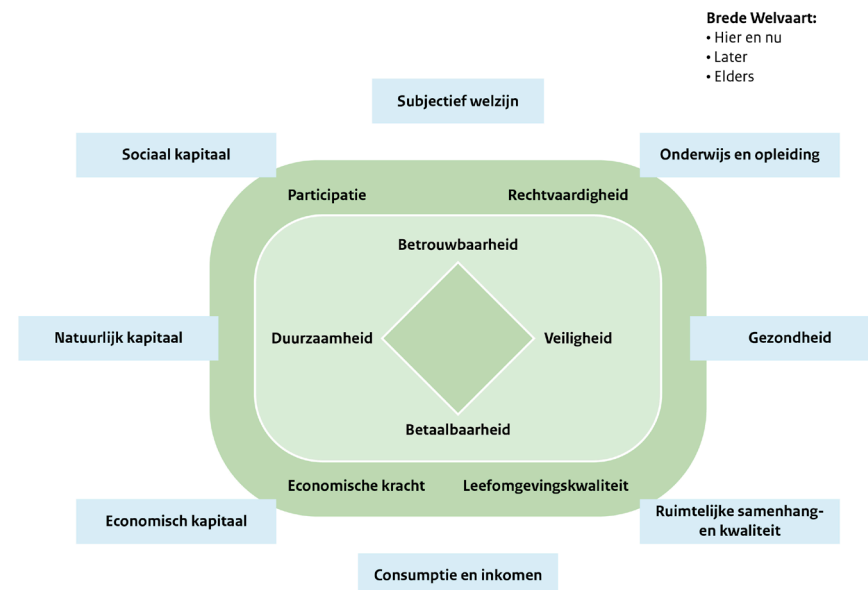 Brede Welvaart:
• Hier en nu
• Later
• Elders
Subjectief welzijn
Sociaal kapitaal
Onderwijs en opleiding
Participatie
Rechtvaardigheid
Betrouwbaarheid
Natuurlijk kapitaal
Duurzaamheid
Veiligheid
Gezondheid
Betaalbaarheid
Economische kracht
Leefomgevingskwaliteit
Economisch kapitaal
Ruimtelijke samenhang-
en kwaliteit
Consumptie en inkomen